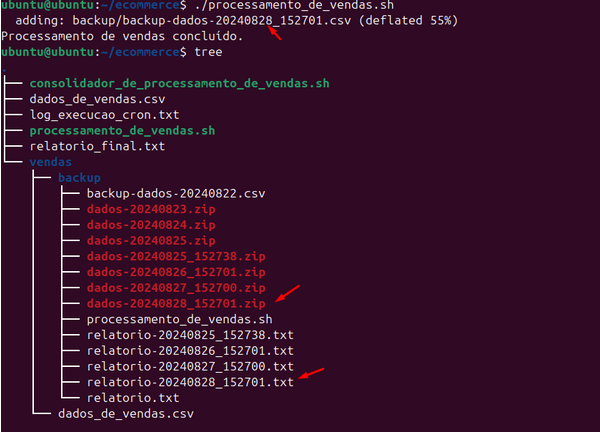 ubuntu@ubuntu:~/ecommerce$ ./processamento_de_vendas.sh
  adding: backup/backup-dados-20240828_152701.csv (deflated 55%)
Processamento de vendas concluido.
ubuntu@ubuntu:~/ecommerce$ tree
.
├── consolidador_de_processamento_de_vendas.sh
├── dados_de_vendas.csv
├── log_execucao_cron.txt
├── processamento_de_vendas.sh
├── relatorio_final.txt
└── vendas
    ├── backup
    │   ├── backup-dados-20240822.csv
    │   ├── dados-20240823.zip
    │   ├── dados-20240824.zip
    │   ├── dados-20240825.zip
    │   ├── dados-20240825_152738.zip
    │   ├── dados-20240826_152701.zip
    │   ├── dados-20240827_152700.zip
    │   ├── dados-20240828_152701.zip
    │   ├── processamento_de_vendas.sh
    │   ├── relatorio-20240825_152738.txt
    │   ├── relatorio-20240826_152701.txt
    │   ├── relatorio-20240827_152700.txt
    │   ├── relatorio-20240828_152701.txt
    │   └── relatorio.txt
    └── dados_de_vendas.csv